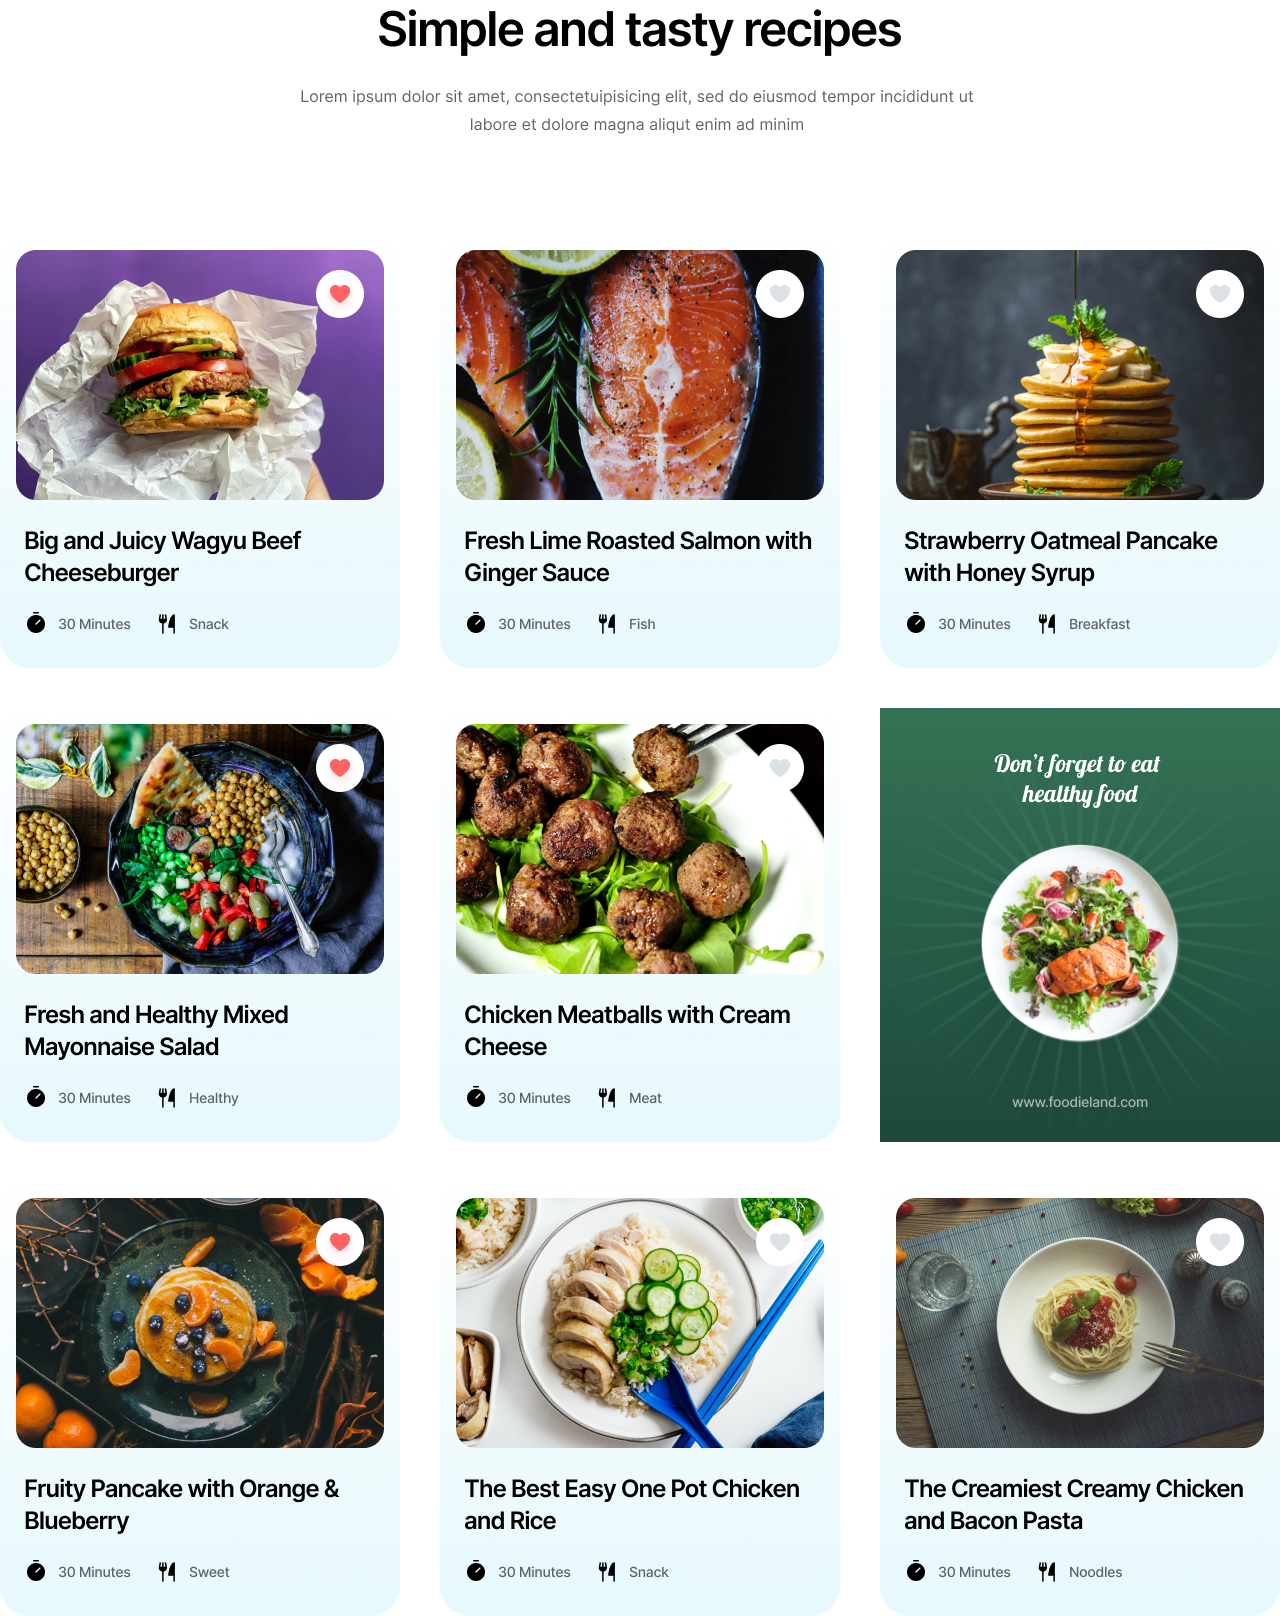 Simple and tasty recipes
Lorem ipsum dolor sit amet, consectetuipisicing elit, sed do eiusmod tempor incididunt ut
labore et dolore magna aliqut enim ad minim
Big and Juicy Wagyu Beef
Cheeseburger
30 Minutes
Snack
Fresh Lime Roasted Salmon with
Ginger Sauce
30 Minutes
Fish
Strawberry Oatmeal Pancake
with Honey Syrup
30 Minutes
Breakfast
Fresh and Healthy Mixed
Mayonnaise Salad
30 Minutes
Healthy
Chicken Meatballs with Cream
Cheese
30 Minutes
Meat
Don't forget to eat
healthy food
www.foodieland.com
Fruity Pancake with Orange &
Blueberry
30 Minutes
Sweet
The Best Easy One Pot Chicken
and Rice
30 Minutes
Snack
The Creamiest Creamy Chicken
and Bacon Pasta
30 Minutes
Noodles